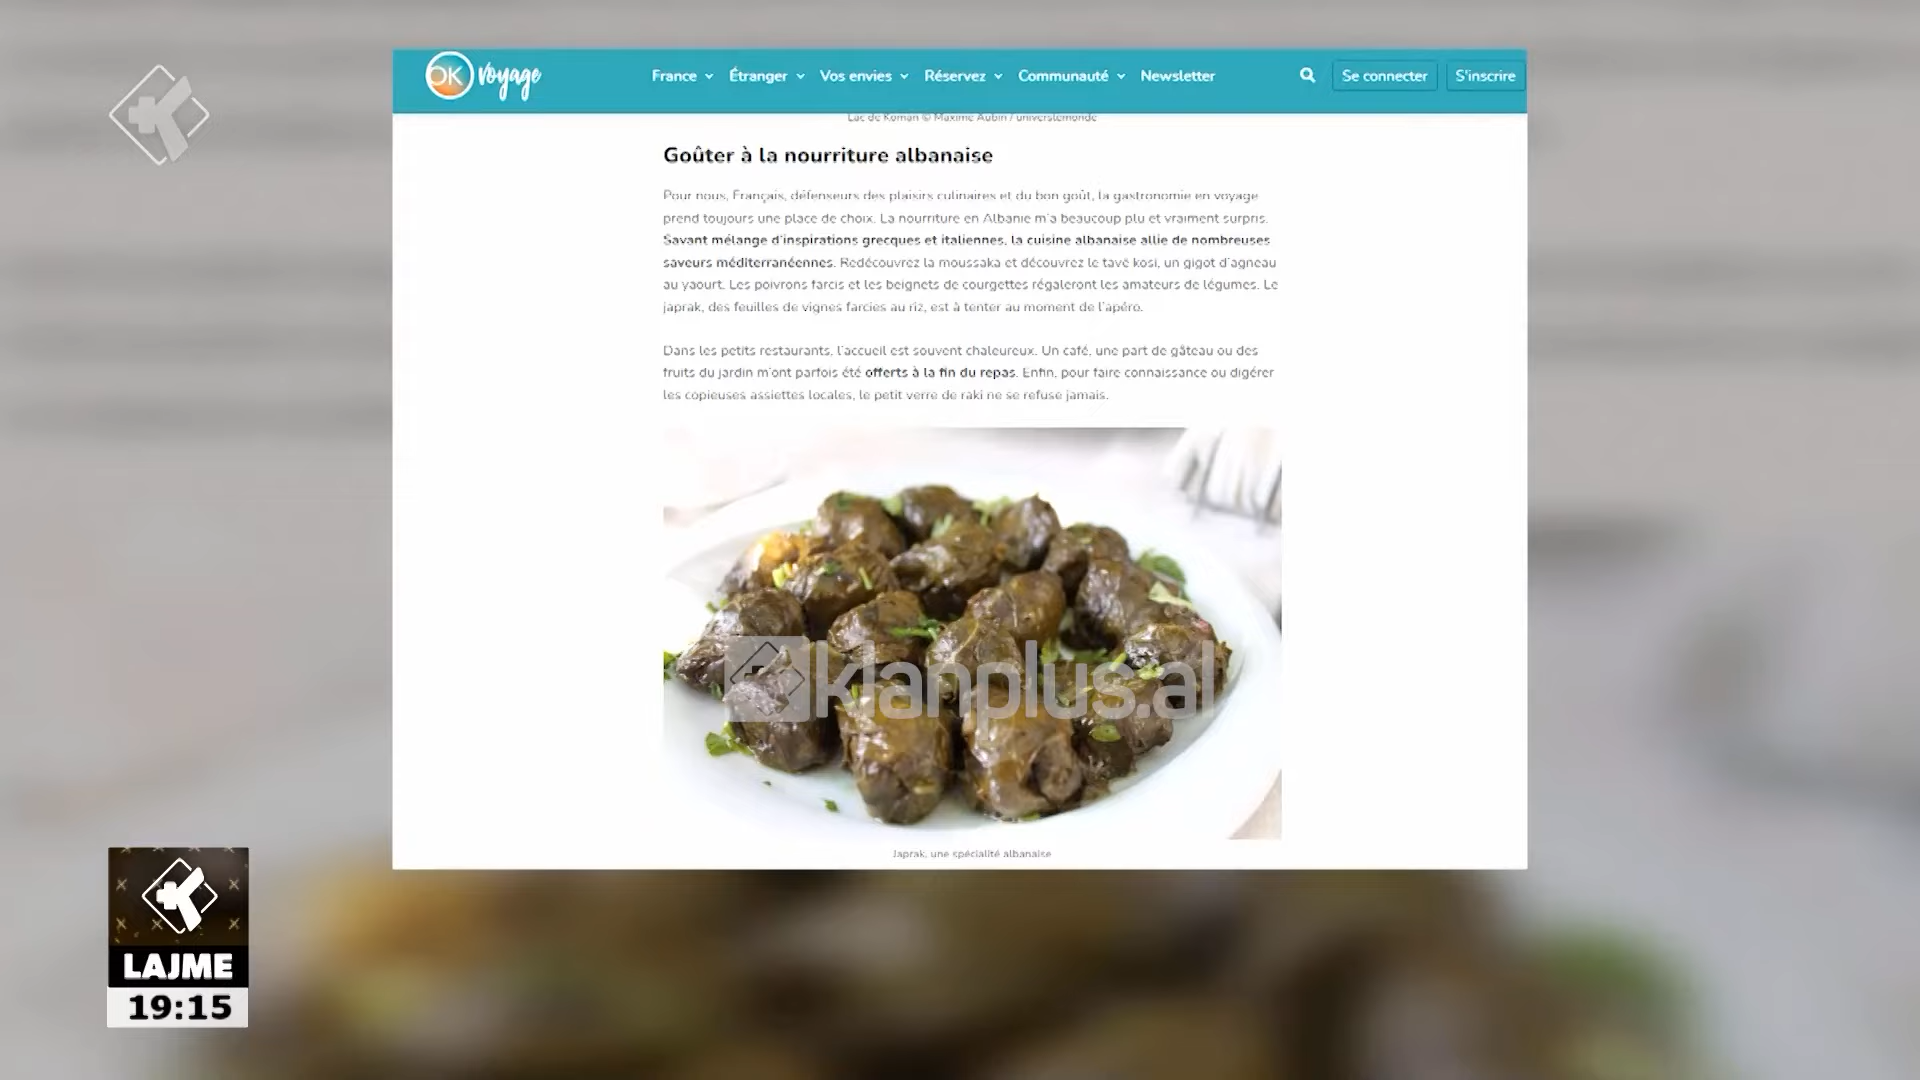 OK Voyage
France Étranger Vos envies Réservez Communauté Newsletter Se connecter S'inscrire
Lac de Koman © Maxime Aubin / universlemonde
Goûter à la nourriture albanaise
Pour nous, Français, défenseurs des plaisirs culinaires et du bon goût, la gastronomie en voyage
prend toujours une place de choix. La nourriture en Albanie m'a beaucoup plu et vraiment surpris.
Savant mélange d'inspirations grecques et italiennes, la cuisine albanaise allie de nombreuses
saveurs méditerranéennes. Redécouvrez la moussaka et découvrez le tavë kosi, un gigot d'agneau
au yaourt. Les poivrons farcis et les beignets de courgettes régaleront les amateurs de légumes. Le
japrak, des feuilles de vignes farcies au riz, est à tenter au moment de l'apéro.
Dans les petits restaurants, l'accueil est souvent chaleureux. Un café, une part de gâteau ou des
fruits du jardin m'ont parfois été offerts à la fin du repas. Enfin, pour faire connaissance ou digérer
les copieuses assiettes locales, le petit verre de raki ne se refuse jamais.
klanplus.al
Japrak, une spécialité albanaise
LAJME
19:15